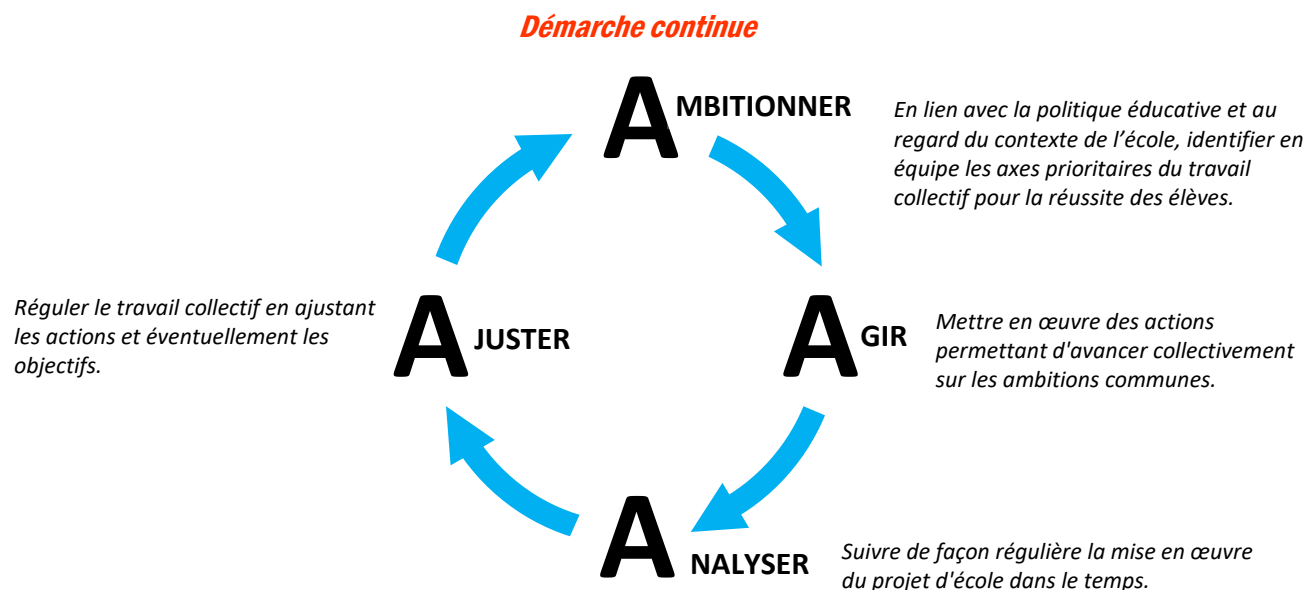 Démarche continue
AMBITIONNER
En lien avec la politique éducative et au
regard du contexte de l'école, identifier en
équipe les axes prioritaires du travail
collectif pour la réussite des élèves.
Réguler le travail collectif en ajustant
les actions et éventuellement les
objectifs.
AJUSTER
AGIR
Mettre en œuvre des actions
permettant d'avancer collectivement
sur les ambitions communes.
ANALYSER
Suivre de façon régulière la mise en œuvre
du projet d'école dans le temps.